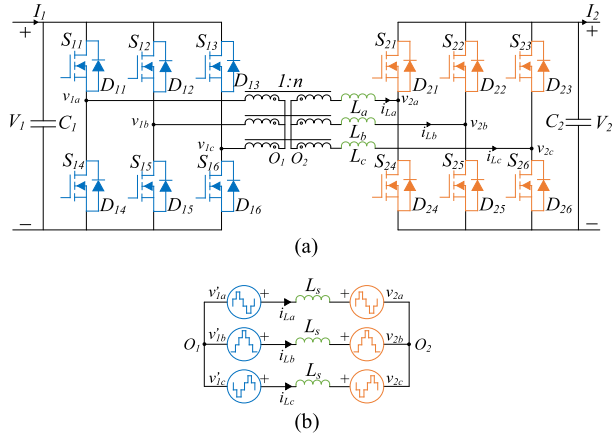 I1 I2
+ S11 S12 S13 S21 S22 S23 +
D11 D12 D13 1:n D21 D22 D23
v1a La iLa v2a
V1 C1 v1b Lb iLb v2b C2 V2
v1c O1 O2 Lc iLc v2c
S14 S15 S16 S24 S25 S26
D14 D15 D16 D24 D25 D26
− −
(a)
v'1a + Ls + v2a
iLa
O1 v'1b + Ls + v2b O2
iLb
v'1c + Ls + v2c
iLc
(b)